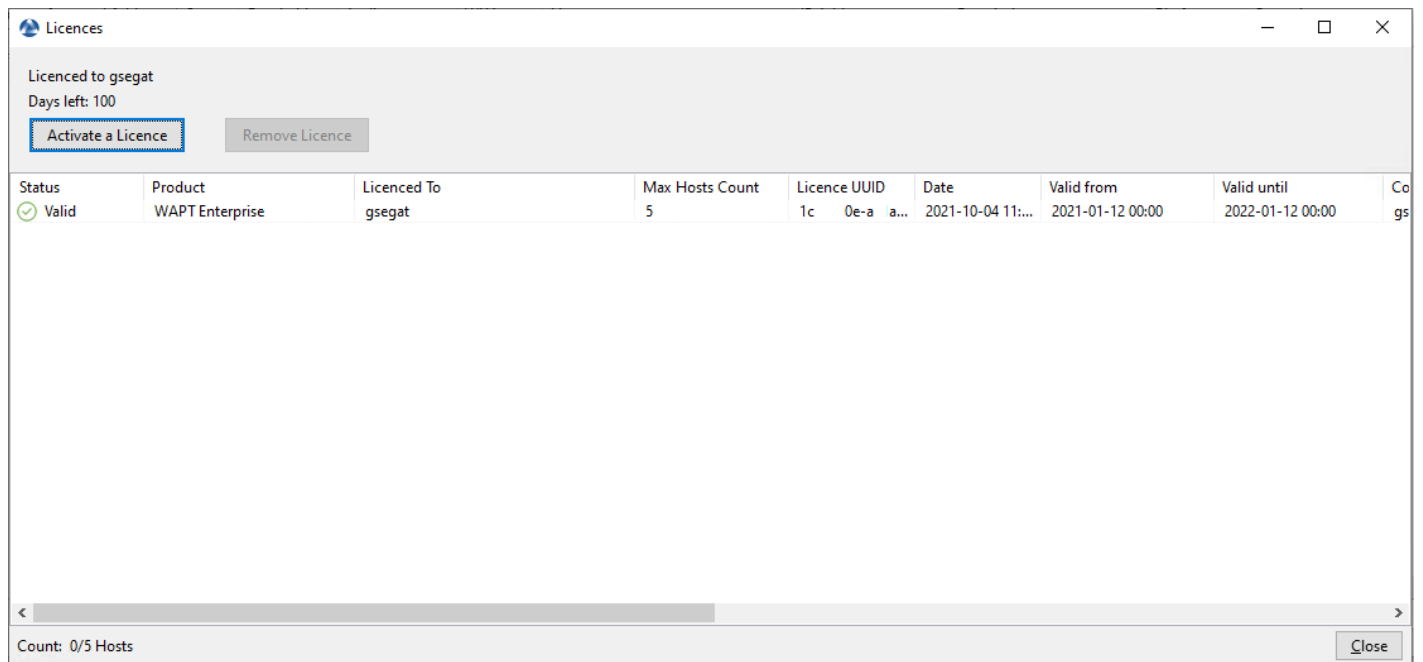 Licences
Licenced to gsegat
Days left: 100
Activate a Licence Remove Licence
Status Product Licenced To Max Hosts Count Licence UUID Date Valid from Valid until Co
Valid WAPT Enterprise gsegat 5 1c 0e-a a... 2021-10-04 11:... 2021-01-12 00:00 2022-01-12 00:00 gs
Count: 0/5 Hosts Close